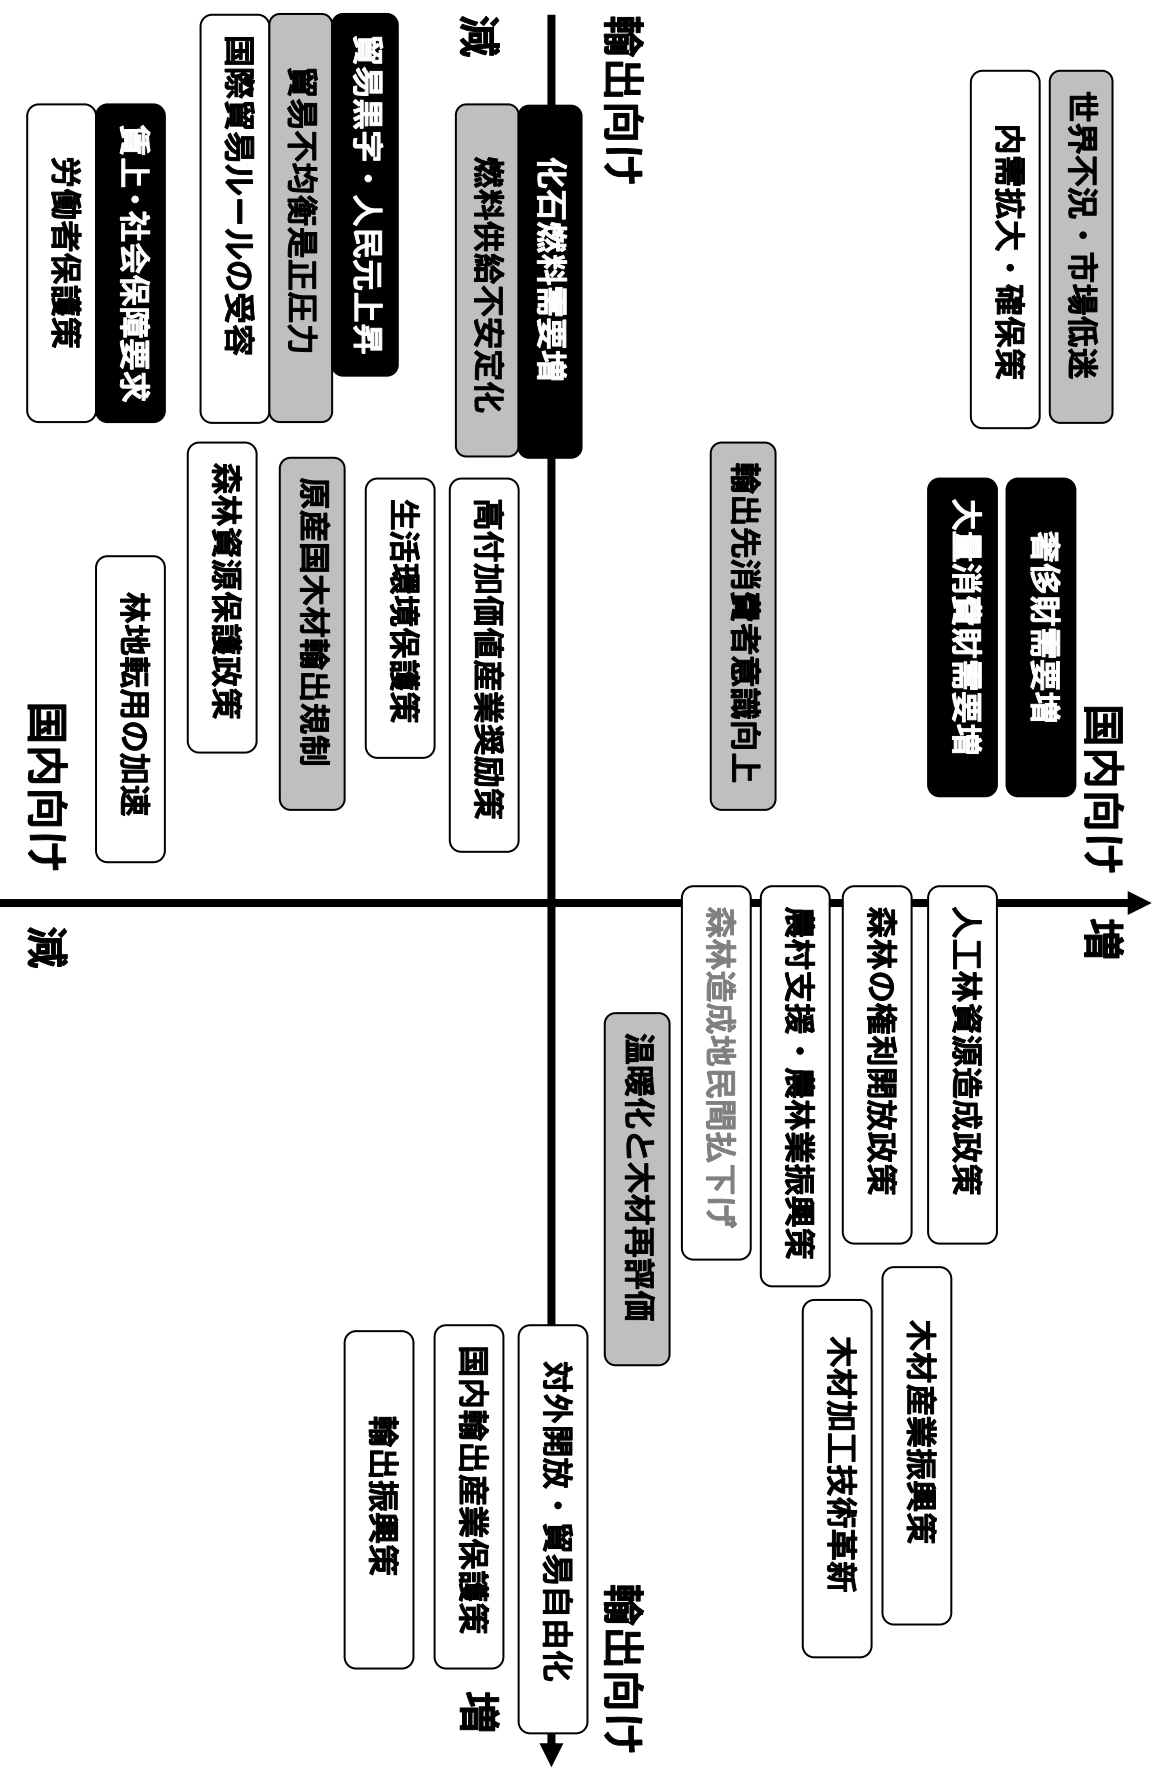 国内向け
増
世界不況・市場低迷
内需拡大・確保策
奢侈財需要増
大量消費財需要増
人工林資源造成政策
木材産業振興策
森林の権利開放政策
木材加工技術革新
農村支援・農林業振興策
輸出先消費者意識向上
森林造成地民間払下げ
温暖化と木材再評価
輸出向け
輸出向け
化石燃料需要増
燃料供給不安定化
対外開放・貿易自由化
減
増
高付加価値産業奨励策
国内輸出産業保護策
貿易黒字・人民元上昇
貿易不均衡是正圧力
国際貿易ルールの受容
生活環境保護策
輸出振興策
原産国木材輸出規制
森林資源保護政策
賃上・社会保障要求
労働者保護策
林地転用の加速
国内向け
減